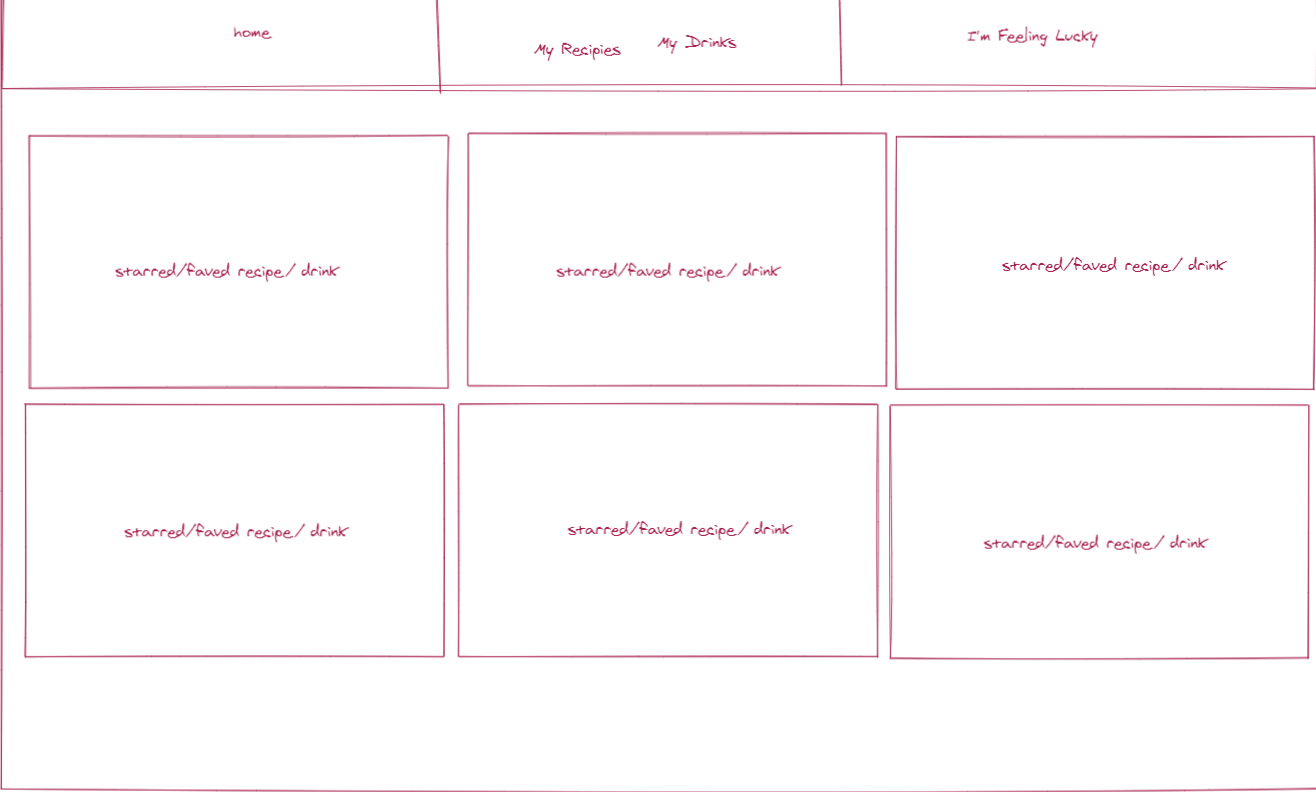 home
My Recipies
My Drinks
I'm Feeling Lucky
starred/faved recipe/ drink
starred/faved recipe/ drink
starred/faved recipe/ drink
starred/faved recipe/ drink
starred/faved recipe/ drink
starred/faved recipe/ drink